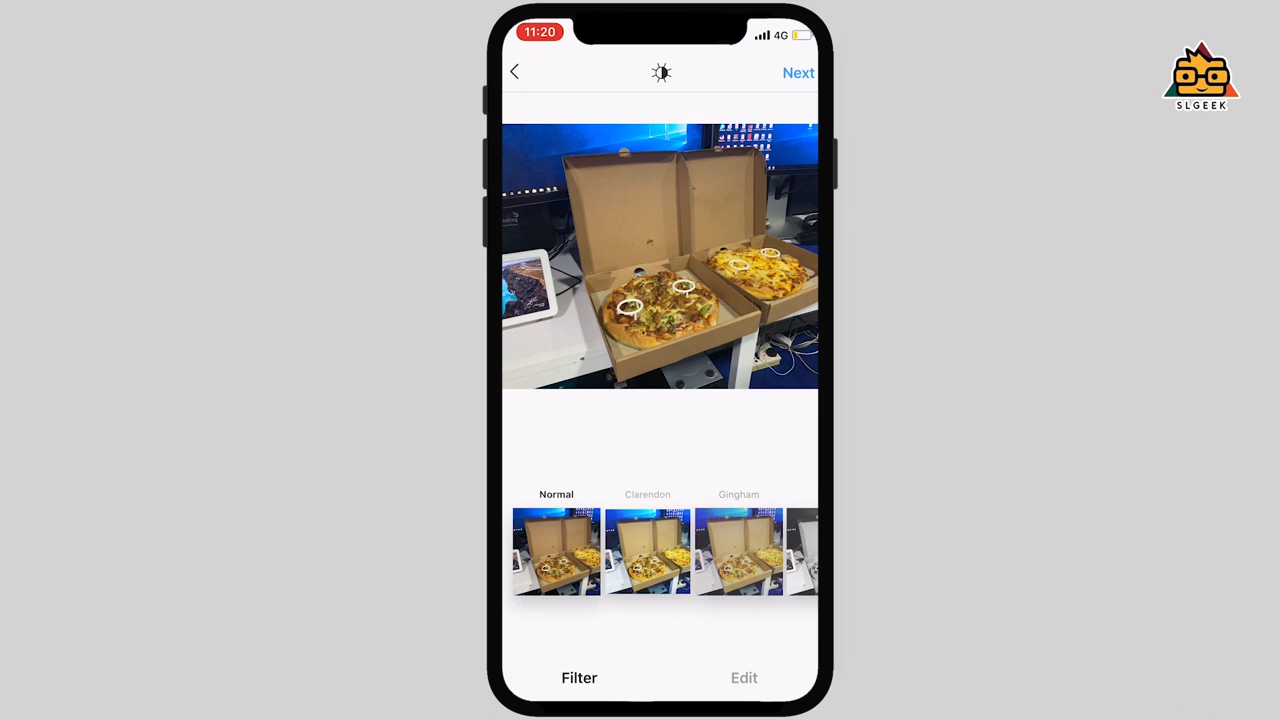 11:20
4G
Next
SLGEEK
Normal
Clarendon
Gingham
Filter
Edit